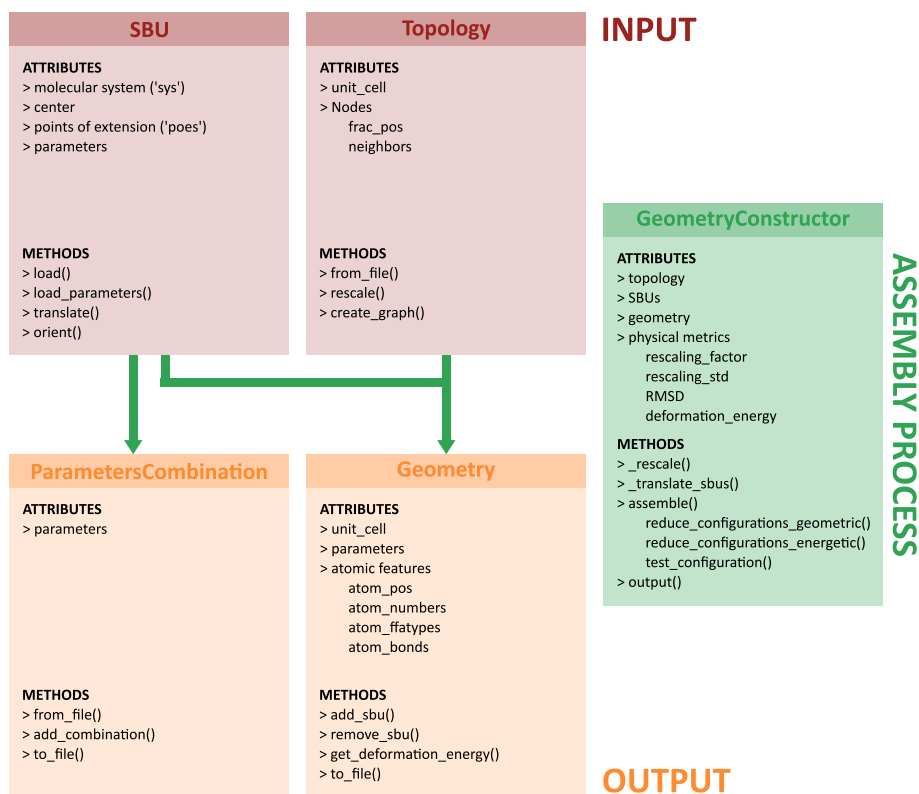 SBU
ATTRIBUTES
> molecular system ('sys')
> center
> points of extension ('poes')
> parameters
METHODS
> load()
> load_parameters()
> translate()
> orient()
Topology
ATTRIBUTES
> unit_cell
> Nodes
frac_pos
neighbors
METHODS
> from_file()
> rescale()
> create_graph()
INPUT
GeometryConstructor
ATTRIBUTES
> topology
> SBUs
> geometry
> physical metrics
rescaling_factor
rescaling_std
RMSD
deformation_energy
METHODS
> _rescale()
> _translate_sbus()
> assemble()
reduce_configurations_geometric()
reduce_configurations_energetic()
test_configuration()
> output()
ASSEMBLY PROCESS
ParametersCombination
ATTRIBUTES
> parameters
METHODS
> from_file()
> add_combination()
> to_file()
Geometry
ATTRIBUTES
> unit_cell
> parameters
> atomic features
atom_pos
atom_numbers
atom_ffatypes
atom_bonds
METHODS
> add_sbu()
> remove_sbu()
> get_deformation_energy()
> to_file()
OUTPUT